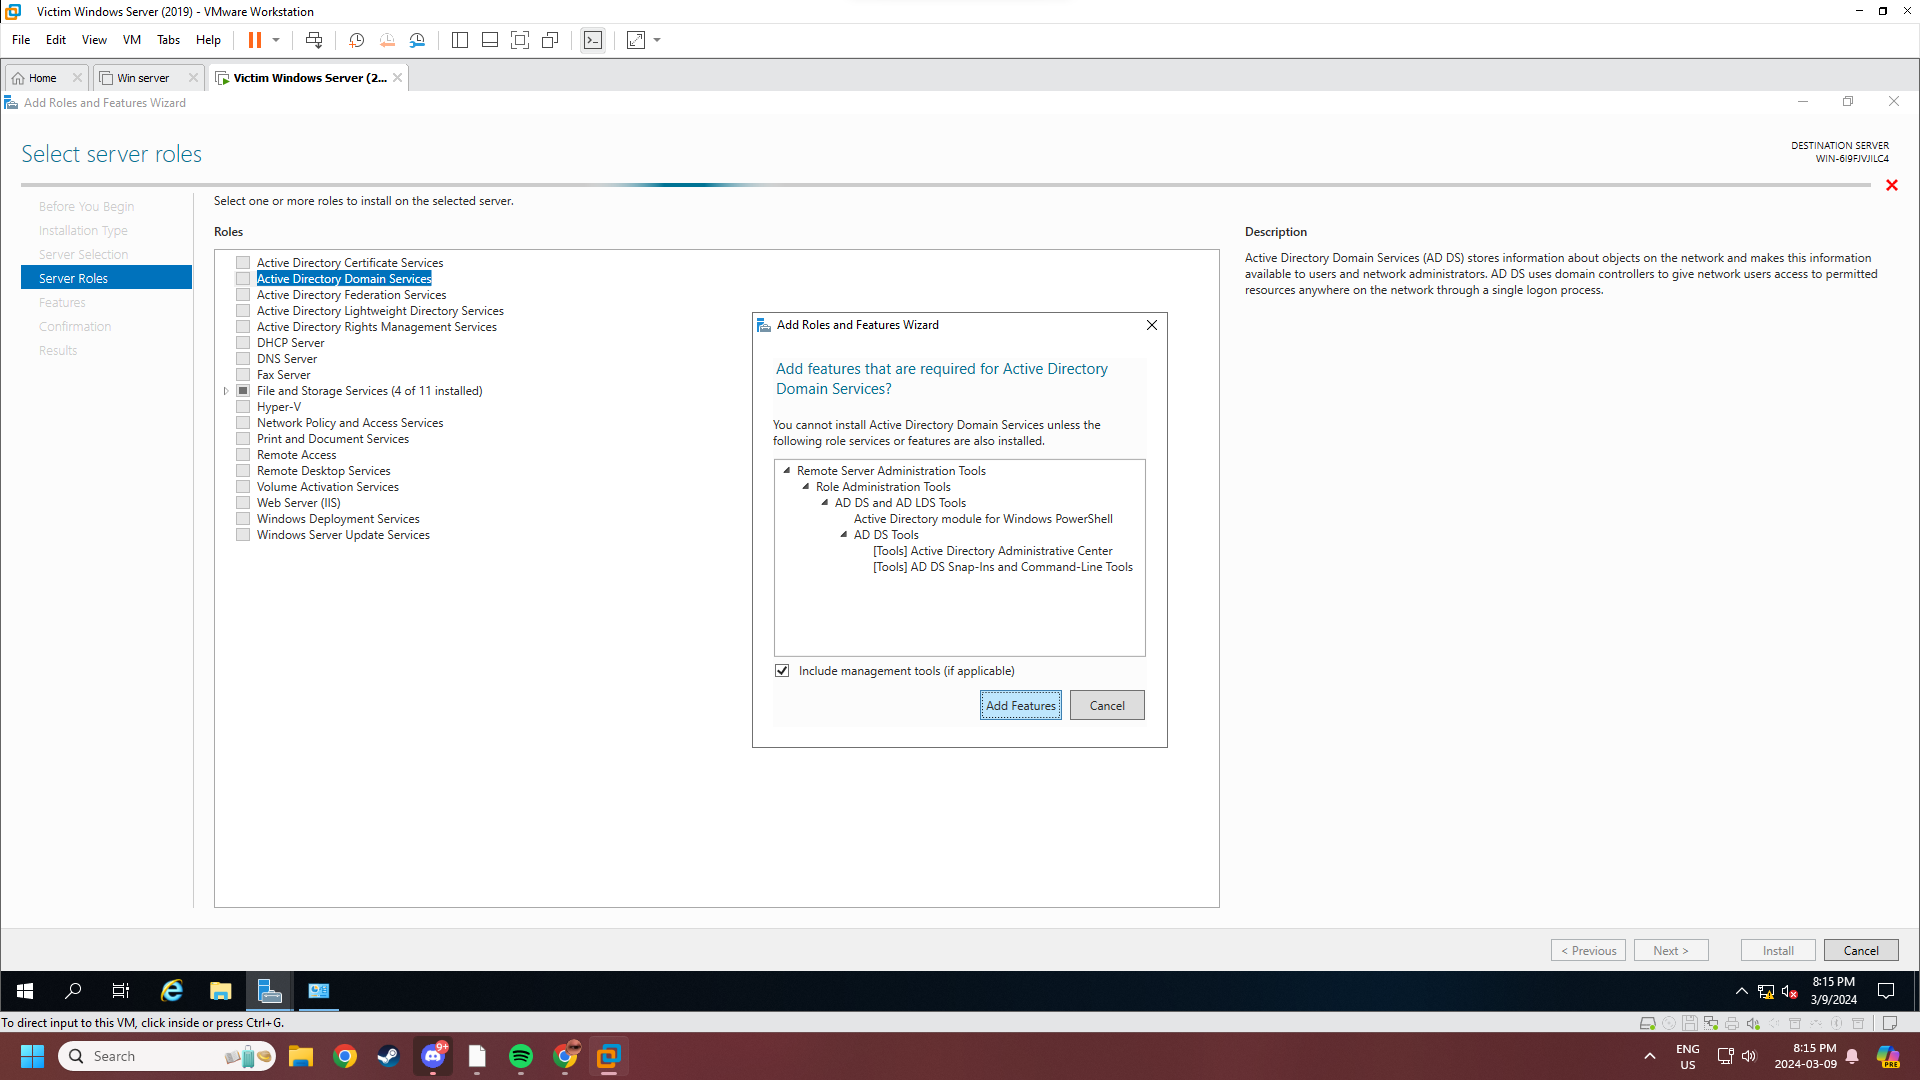 Victim Windows Server (2019) - VMware Workstation
File Edit View VM Tabs Help
Home Win server Victim Windows Server (2...
Add Roles and Features Wizard
Select server roles
DESTINATION SERVER
WIN-6I9FJVJILC4
Before You Begin
Installation Type
Server Selection
Server Roles
Features
Confirmation
Results
Select one or more roles to install on the selected server.
Roles
Active Directory Certificate Services
Active Directory Domain Services
Active Directory Federation Services
Active Directory Lightweight Directory Services
Active Directory Rights Management Services
DHCP Server
DNS Server
Fax Server
File and Storage Services (4 of 11 installed)
Hyper-V
Network Policy and Access Services
Print and Document Services
Remote Access
Remote Desktop Services
Volume Activation Services
Web Server (IIS)
Windows Deployment Services
Windows Server Update Services
Description
Active Directory Domain Services (AD DS) stores information about objects on the network and makes this information
available to users and network administrators. AD DS uses domain controllers to give network users access to permitted
resources anywhere on the network through a single logon process.
Add Roles and Features Wizard
Add features that are required for Active Directory
Domain Services?
You cannot install Active Directory Domain Services unless the
following role services or features are also installed.
Remote Server Administration Tools
Role Administration Tools
AD DS and AD LDS Tools
Active Directory module for Windows PowerShell
AD DS Tools
[Tools] Active Directory Administrative Center
[Tools] AD DS Snap-Ins and Command-Line Tools
Include management tools (if applicable)
Add Features Cancel
< Previous Next > Install Cancel
8:15 PM
3/9/2024
To direct input to this VM, click inside or press Ctrl+G.
Search
9+
ENG
US
8:15 PM
2024-03-09
PRE